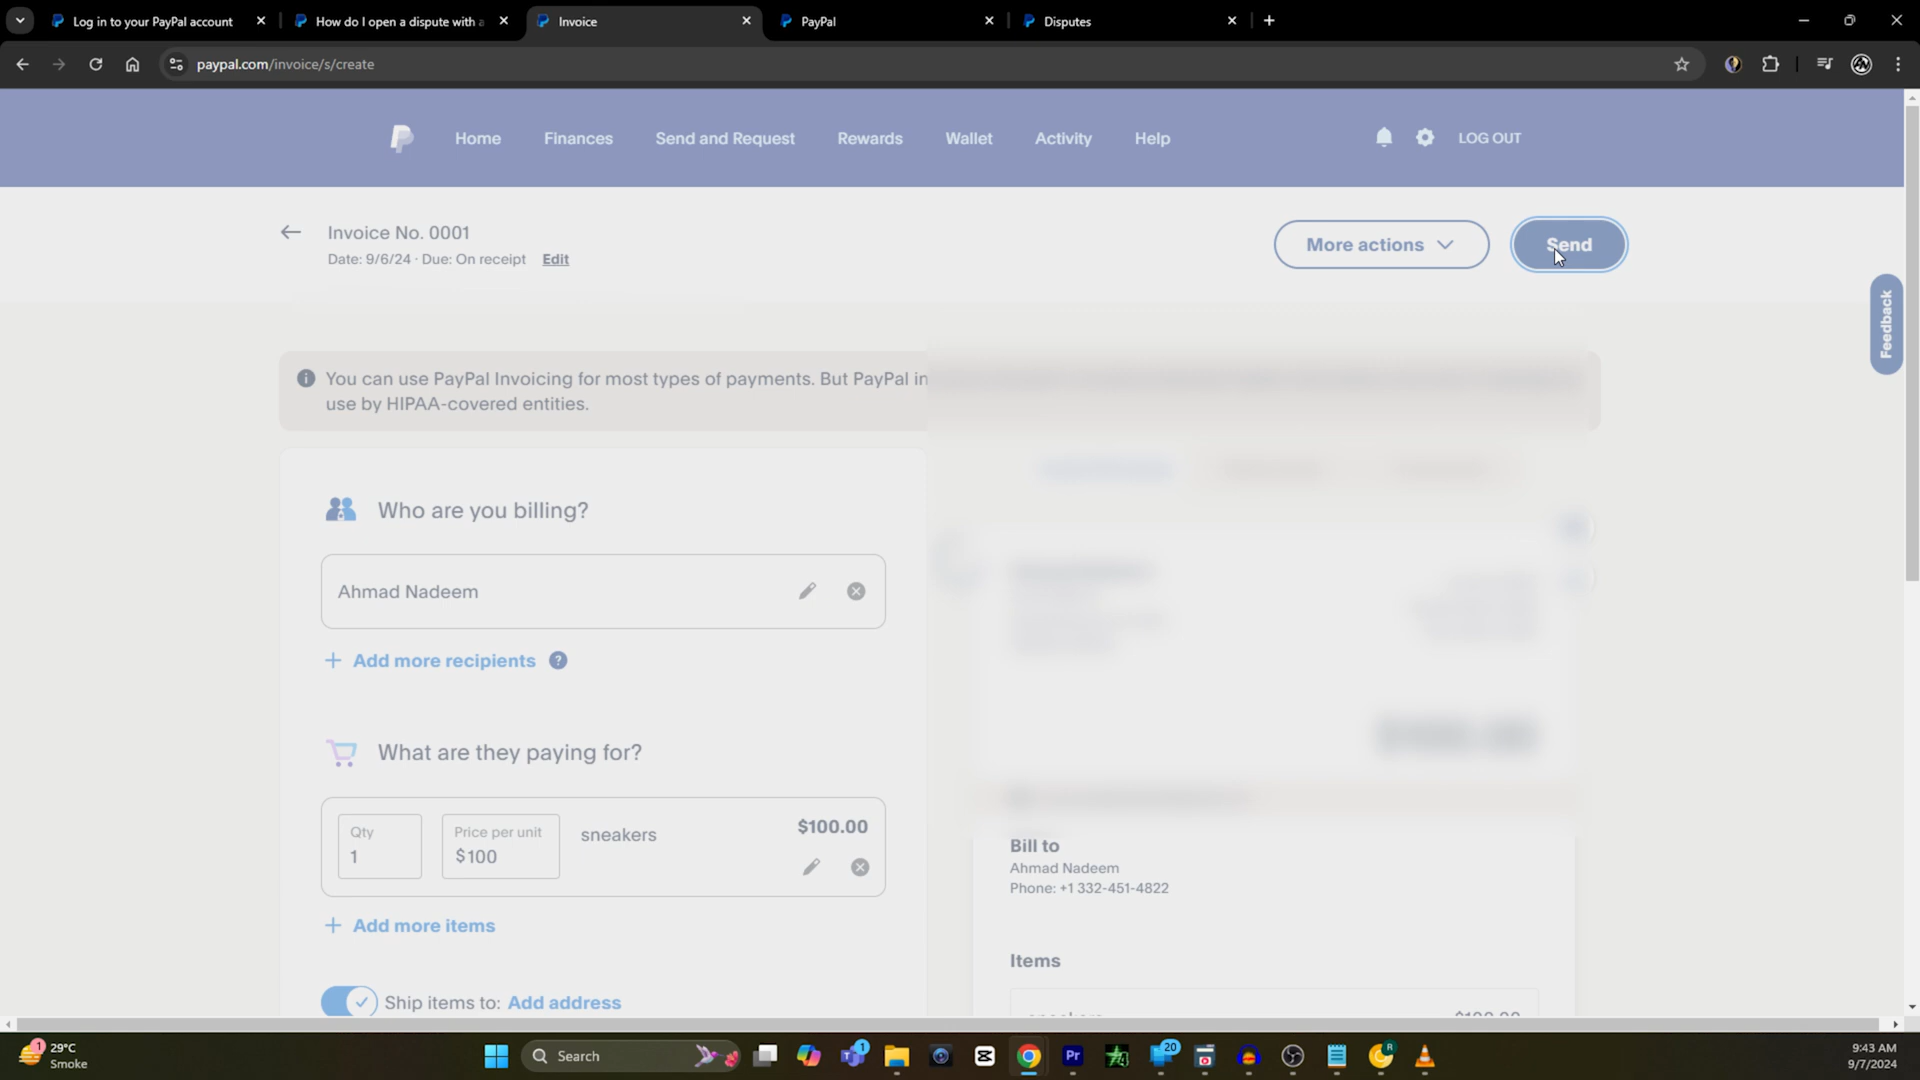 Log in to your PayPal account
How do I open a dispute with a
Invoice
PayPal
Disputes
paypal.com/invoice/s/create
Home
Finances
Send and Request
Rewards
Wallet
Activity
Help
LOG OUT
Invoice No. 0001
Date: 9/6/24 · Due: On receipt Edit
More actions
Send
Feedback
You can use PayPal Invoicing for most types of payments. But PayPal in
use by HIPAA-covered entities.
Who are you billing?
Ahmad Nadeem
+ Add more recipients ?
What are they paying for?
Qty
1
Price per unit
$100
sneakers
$100.00
+ Add more items
Ship items to: Add address
Bill to
Ahmad Nadeem
Phone: +1 332-451-4822
Items
29°C
Smoke
Search
9:43 AM
9/7/2024